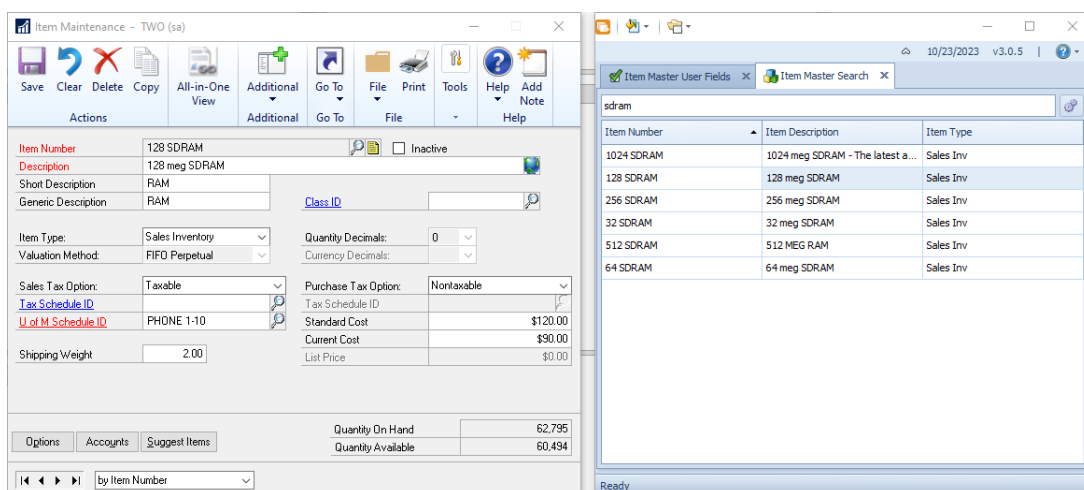 Item Maintenance - TWO (sa)
Save Clear Delete Copy All-in-One View Additional Go To File Print Tools Help Add Note
Actions Additional Go To File Help
Item Number 128 SDRAM Inactive
Description 128 meg SDRAM
Short Description RAM
Generic Description RAM Class ID
Item Type: Sales Inventory Quantity Decimals: 0
Valuation Method: FIFO Perpetual Currency Decimals:
Sales Tax Option: Taxable Purchase Tax Option: Nontaxable
Tax Schedule ID Tax Schedule ID
U of M Schedule ID PHONE 1-10 Standard Cost $120.00
Current Cost $90.00
Shipping Weight 2.00 List Price $0.00
Quantity On Hand 62,795
Options Accounts Suggest Items Quantity Available 60,494
by Item Number
10/23/2023 v3.0.5 |
Item Master User Fields Item Master Search
sdram
Item Number Item Description Item Type
1024 SDRAM 1024 meg SDRAM - The latest a... Sales Inv
128 SDRAM 128 meg SDRAM Sales Inv
256 SDRAM 256 meg SDRAM Sales Inv
32 SDRAM 32 meg SDRAM Sales Inv
512 SDRAM 512 MEG RAM Sales Inv
64 SDRAM 64 meg SDRAM Sales Inv
Ready